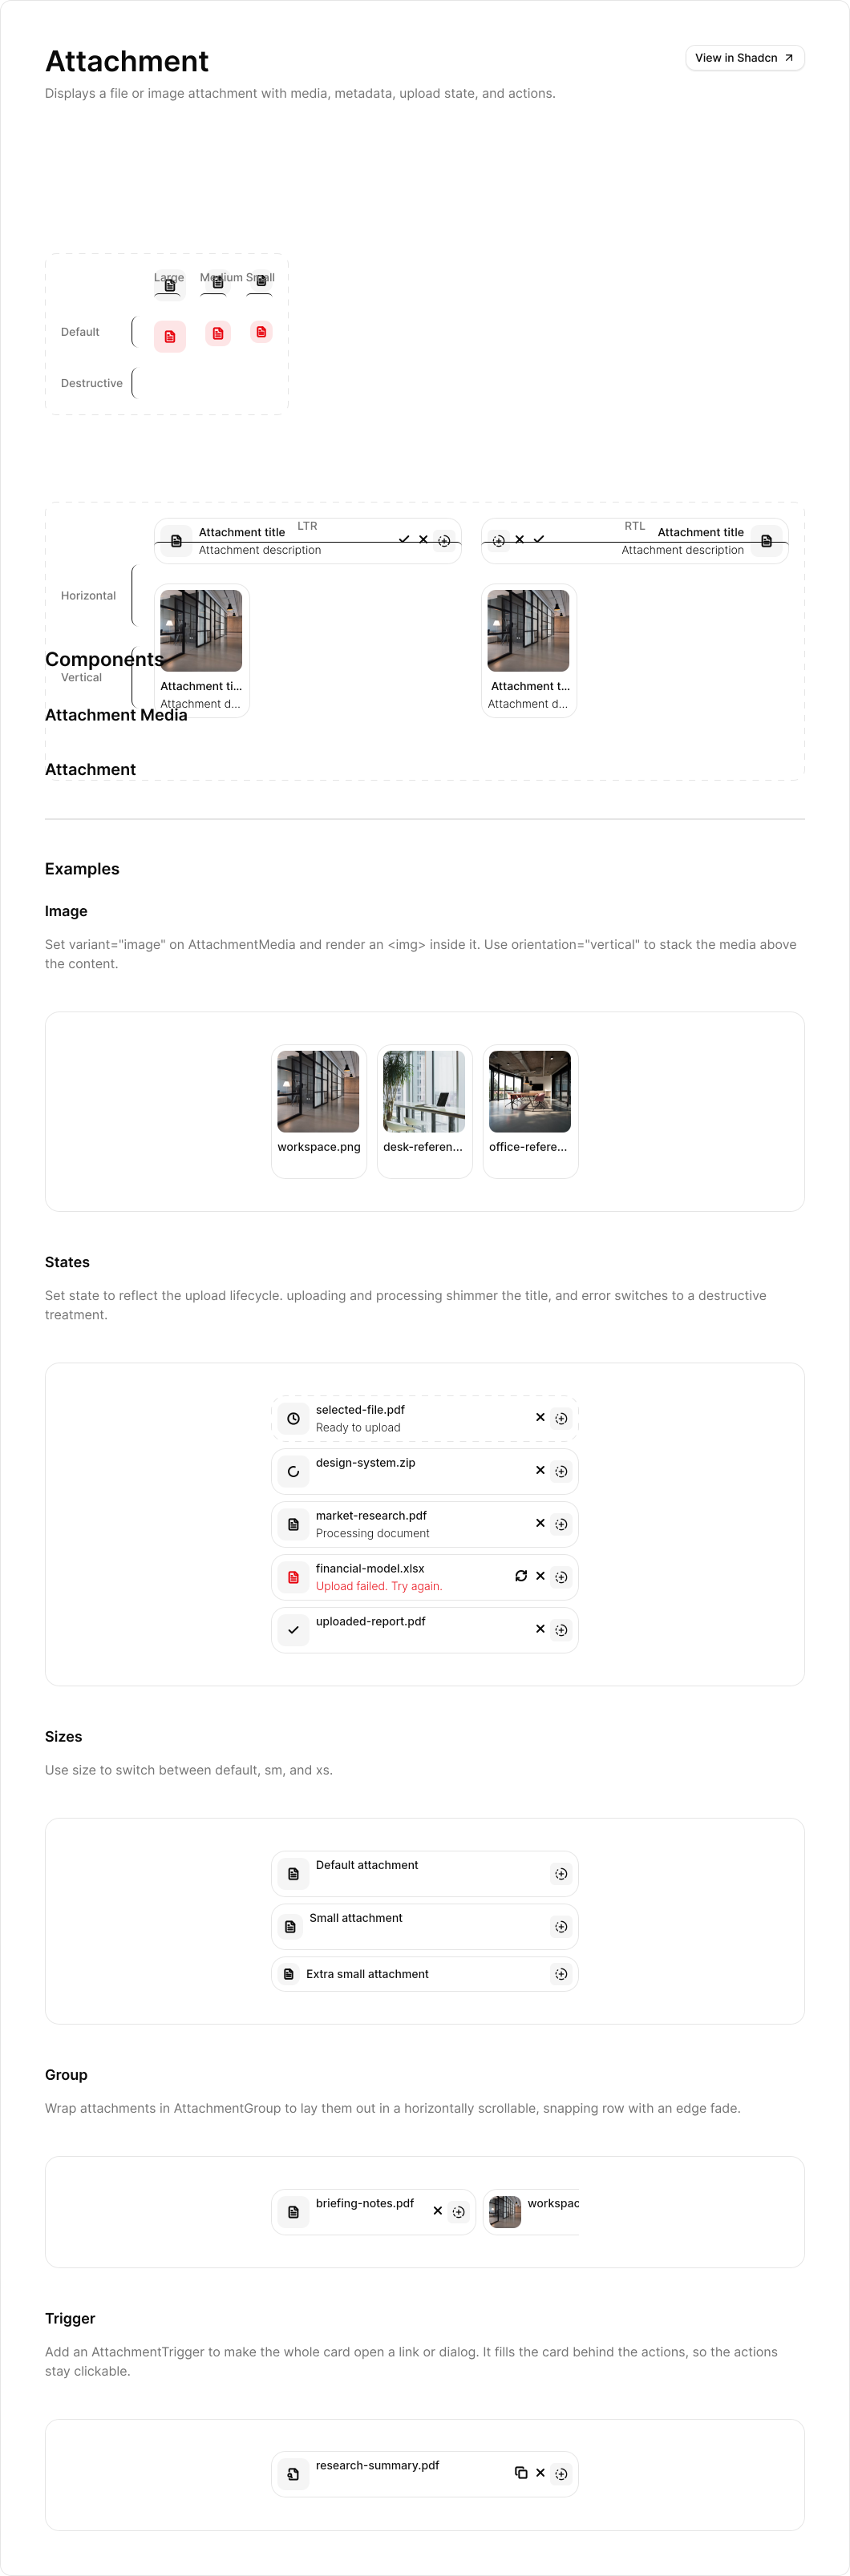 Attachment
View in Shadcn
Displays a file or image attachment with media, metadata, upload state, and actions.
Large
Medium
Small
Default
Destructive
LTR
RTL
Attachment title
Attachment description
Attachment title
Attachment description
Horizontal
Components
Vertical
Attachment ti...
Attachment d...
Attachment t...
Attachment d...
Attachment Media
Attachment
Examples
Image
Set variant="image" on AttachmentMedia and render an <img> inside it. Use orientation="vertical" to stack the media above
the content.
workspace.png
desk-referen...
office-refere...
States
Set state to reflect the upload lifecycle. uploading and processing shimmer the title, and error switches to a destructive
treatment.
selected-file.pdf
Ready to upload
design-system.zip
market-research.pdf
Processing document
financial-model.xlsx
Upload failed. Try again.
uploaded-report.pdf
Sizes
Use size to switch between default, sm, and xs.
Default attachment
Small attachment
Extra small attachment
Group
Wrap attachments in AttachmentGroup to lay them out in a horizontally scrollable, snapping row with an edge fade.
briefing-notes.pdf
workspac
Trigger
Add an AttachmentTrigger to make the whole card open a link or dialog. It fills the card behind the actions, so the actions
stay clickable.
research-summary.pdf